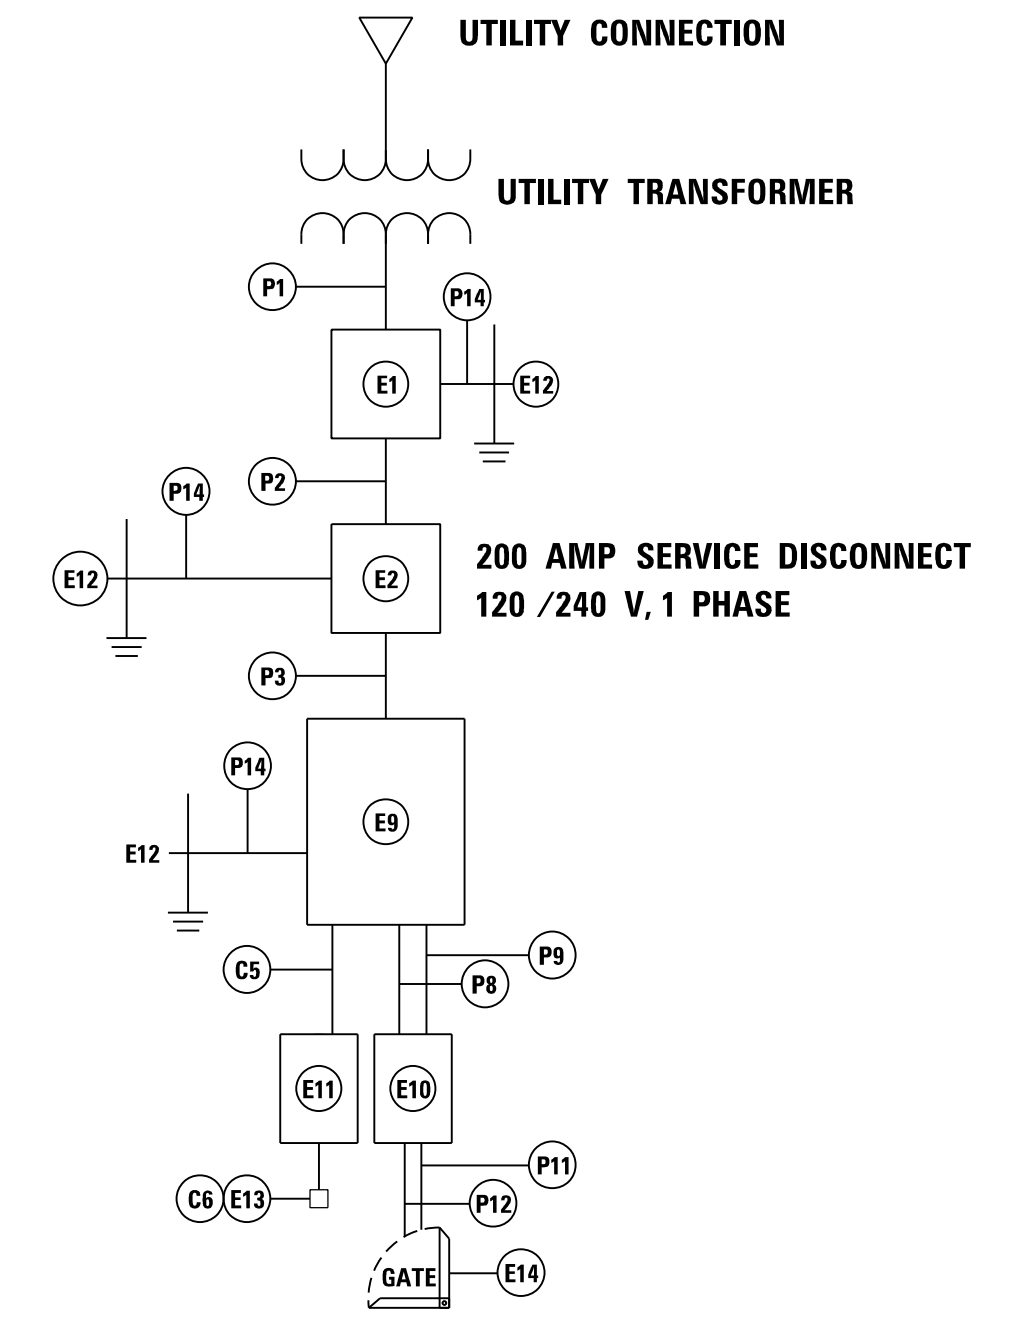 UTILITY CONNECTION
UTILITY TRANSFORMER
P1
P14
E1
E12
P2
P14
E12
E2
200 AMP SERVICE DISCONNECT
120 /240 V, 1 PHASE
P3
P14
E9
E12
C5
P9
P8
E11
E10
P11
C6
E13
P12
GATE
E14